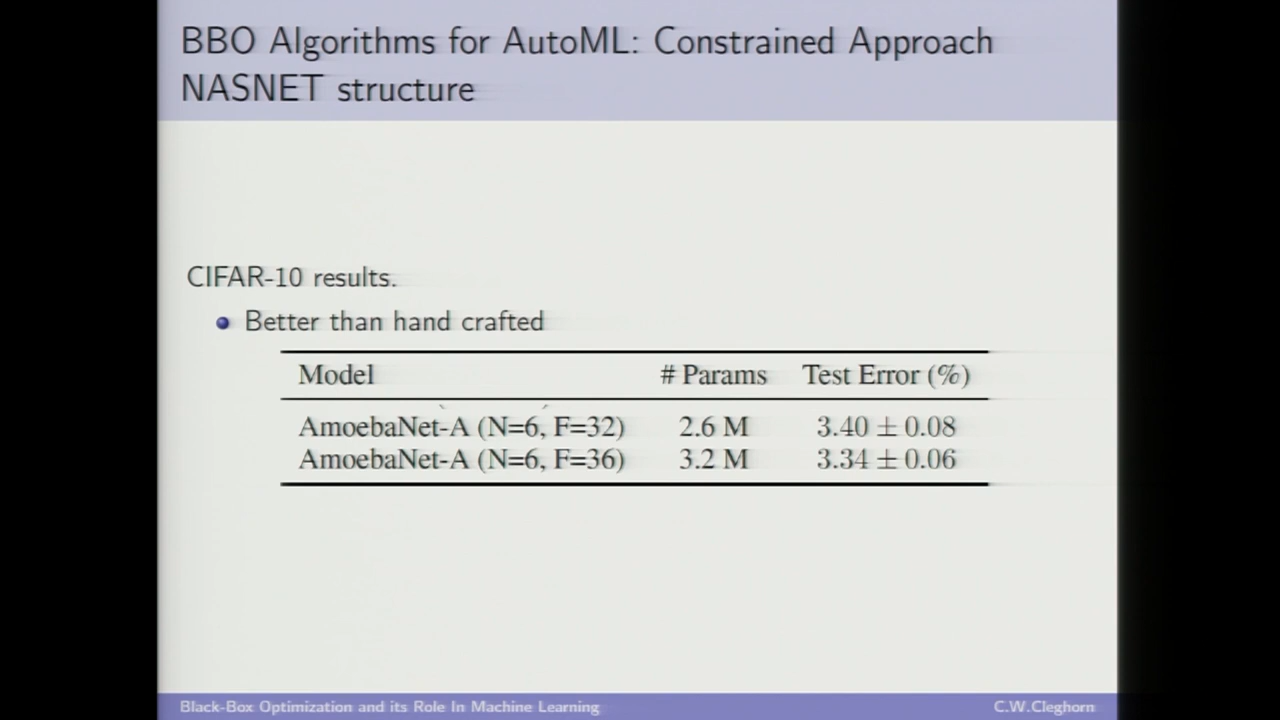 BBO Algorithms for AutoML: Constrained Approach
NASNET structure
CIFAR-10 results.
Better than hand crafted
Model # Params Test Error (%)
AmoebaNet-A (N=6, F=32) 2.6 M 3.40 ± 0.08
AmoebaNet-A (N=6, F=36) 3.2 M 3.34 ± 0.06
Black-Box Optimization and its Role In Machine Learning C.W.Cleghorn